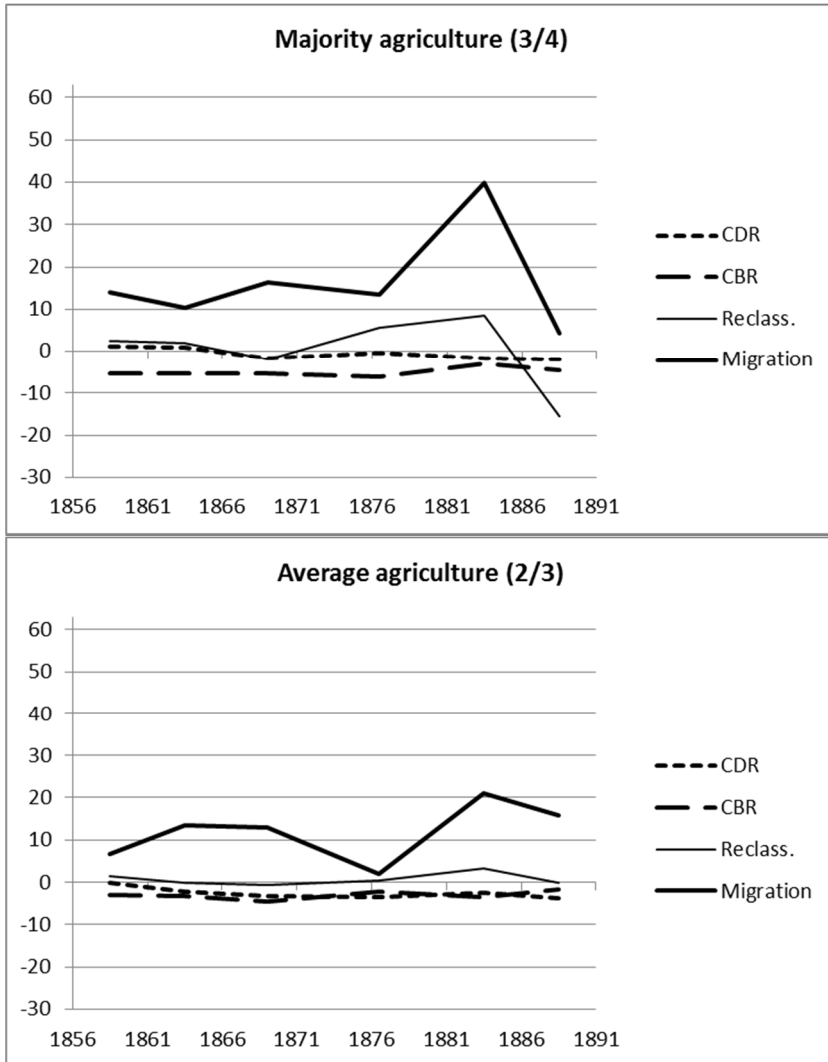 Majority agriculture (3/4)
60
50
40
30
20
10
0
-10
-20
-30
1856 1861 1866 1871 1876 1881 1886 1891
CDR
CBR
Reclass.
Migration
Average agriculture (2/3)
60
50
40
30
20
10
0
-10
-20
-30
1856 1861 1866 1871 1876 1881 1886 1891
CDR
CBR
Reclass.
Migration